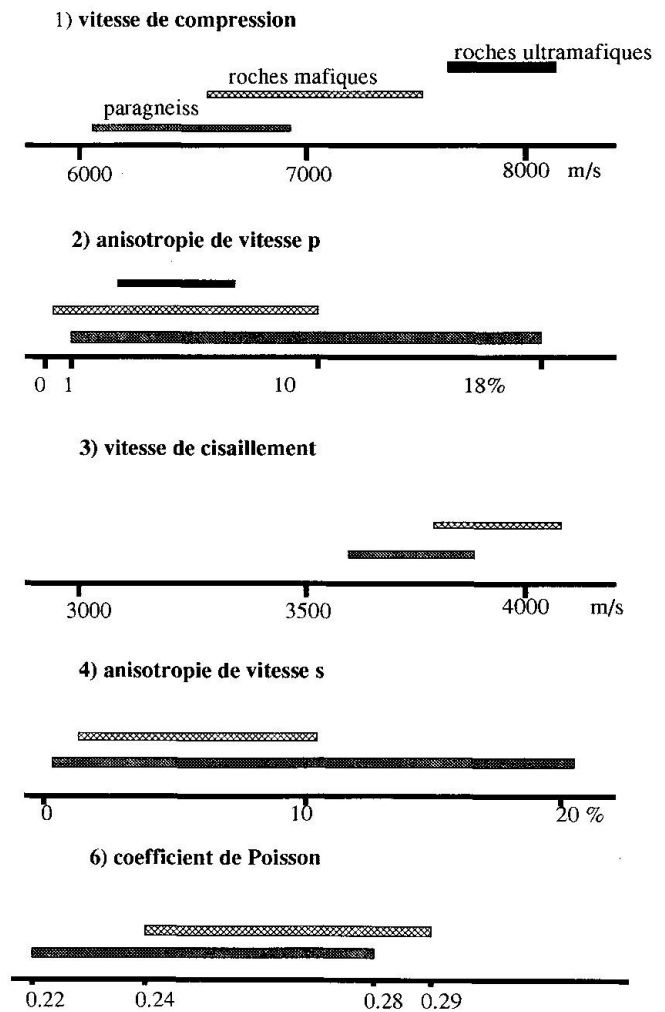 1) vitesse de compression
roches ultramafiques
roches mafiques
paragneiss
6000 7000 8000 m/s
2) anisotropie de vitesse p
0 1 10 18%
3) vitesse de cisaillement
3000 3500 4000 m/s
4) anisotropie de vitesse s
0 10 20 %
6) coefficient de Poisson
0.22 0.24 0.28 0.29